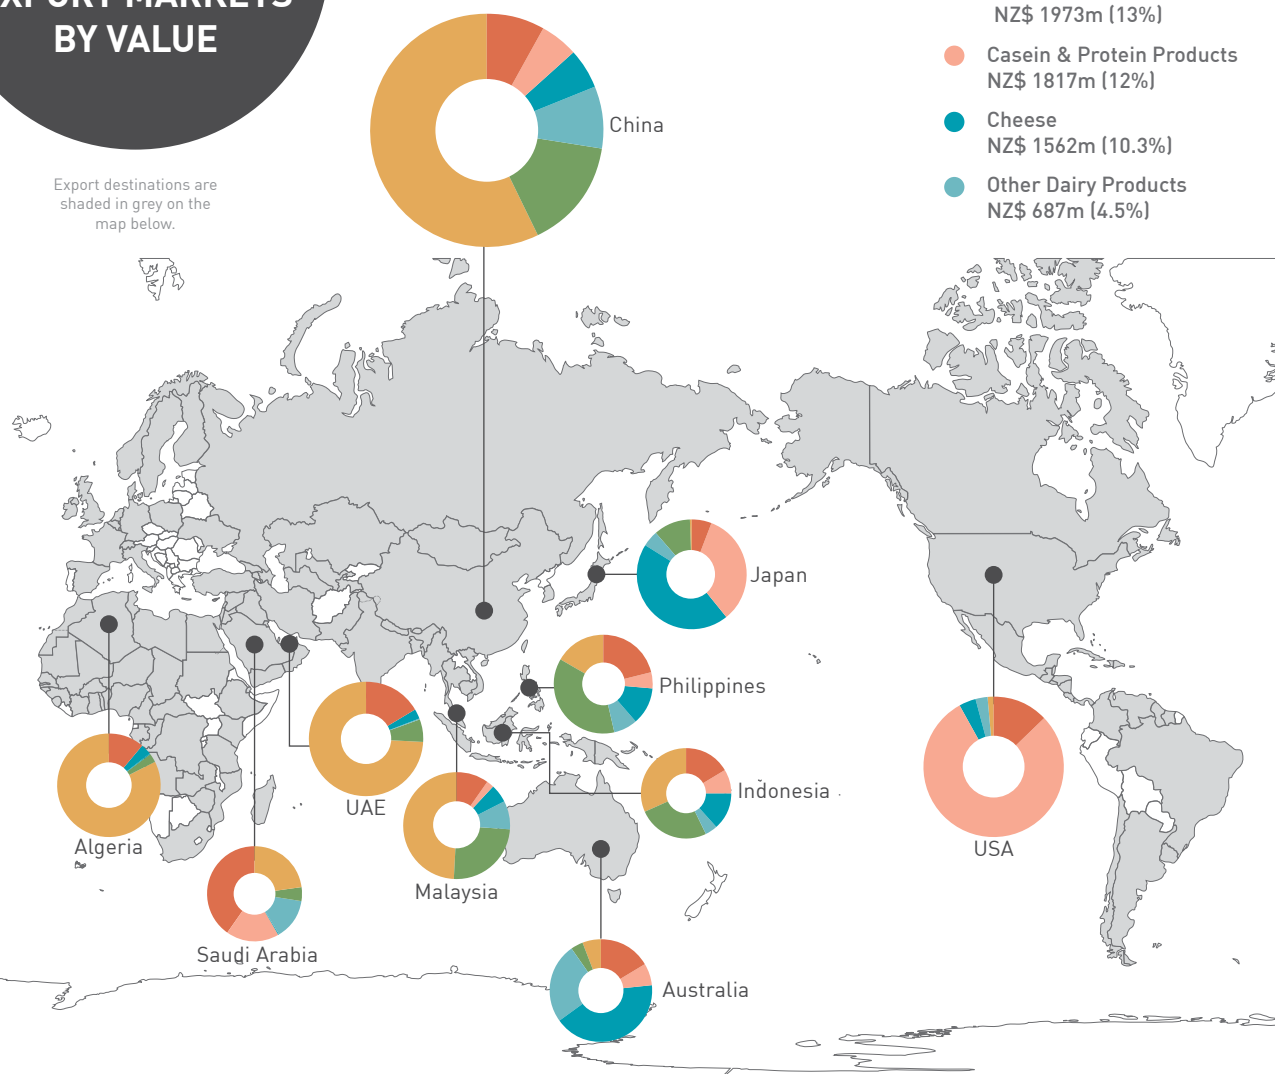 XPORT MARKETS
BY VALUE
Export destinations are
shaded in grey on the
map below.
NZ$ 1973m (13%)
Casein & Protein Products
NZ$ 1817m (12%)
Cheese
NZ$ 1562m (10.3%)
Other Dairy Products
NZ$ 687m (4.5%)
China
Japan
Philippines
Indonesia
UAE
Algeria
USA
Malaysia
Saudi Arabia
Australia